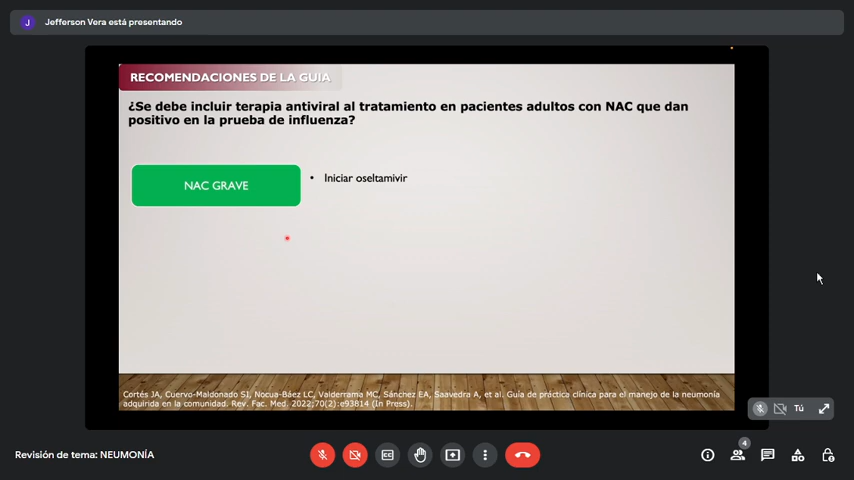 J Jefferson Vera está presentando
RECOMENDACIONES DE LA GUIA
¿Se debe incluir terapia antiviral al tratamiento en pacientes adultos con NAC que dan
positivo en la prueba de influenza?
NAC GRAVE
• Iniciar oseltamivir
Cortés JA, Cuervo-Maldonado SI, Nocua-Báez LC, Valderrama MC, Sánchez EA, Saavedra A, et al. Guía de práctica clínica para el manejo de la neumonía
adquirida en la comunidad. Rev. Fac. Med. 2022;70(2):e93814 (In Press).
Tú
4
Revisión de tema: NEUMONÍA
CC